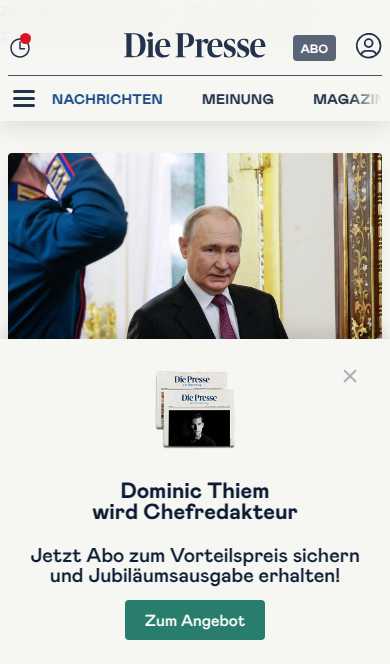 Die Presse
ABO
NACHRICHTEN
MEINUNG
MAGAZIN
Die Presse
Die Presse
Dominic Thiem
wird Chefredakteur
Jetzt Abo zum Vorteilspreis sichern
und Jubiläumsausgabe erhalten!
Zum Angebot